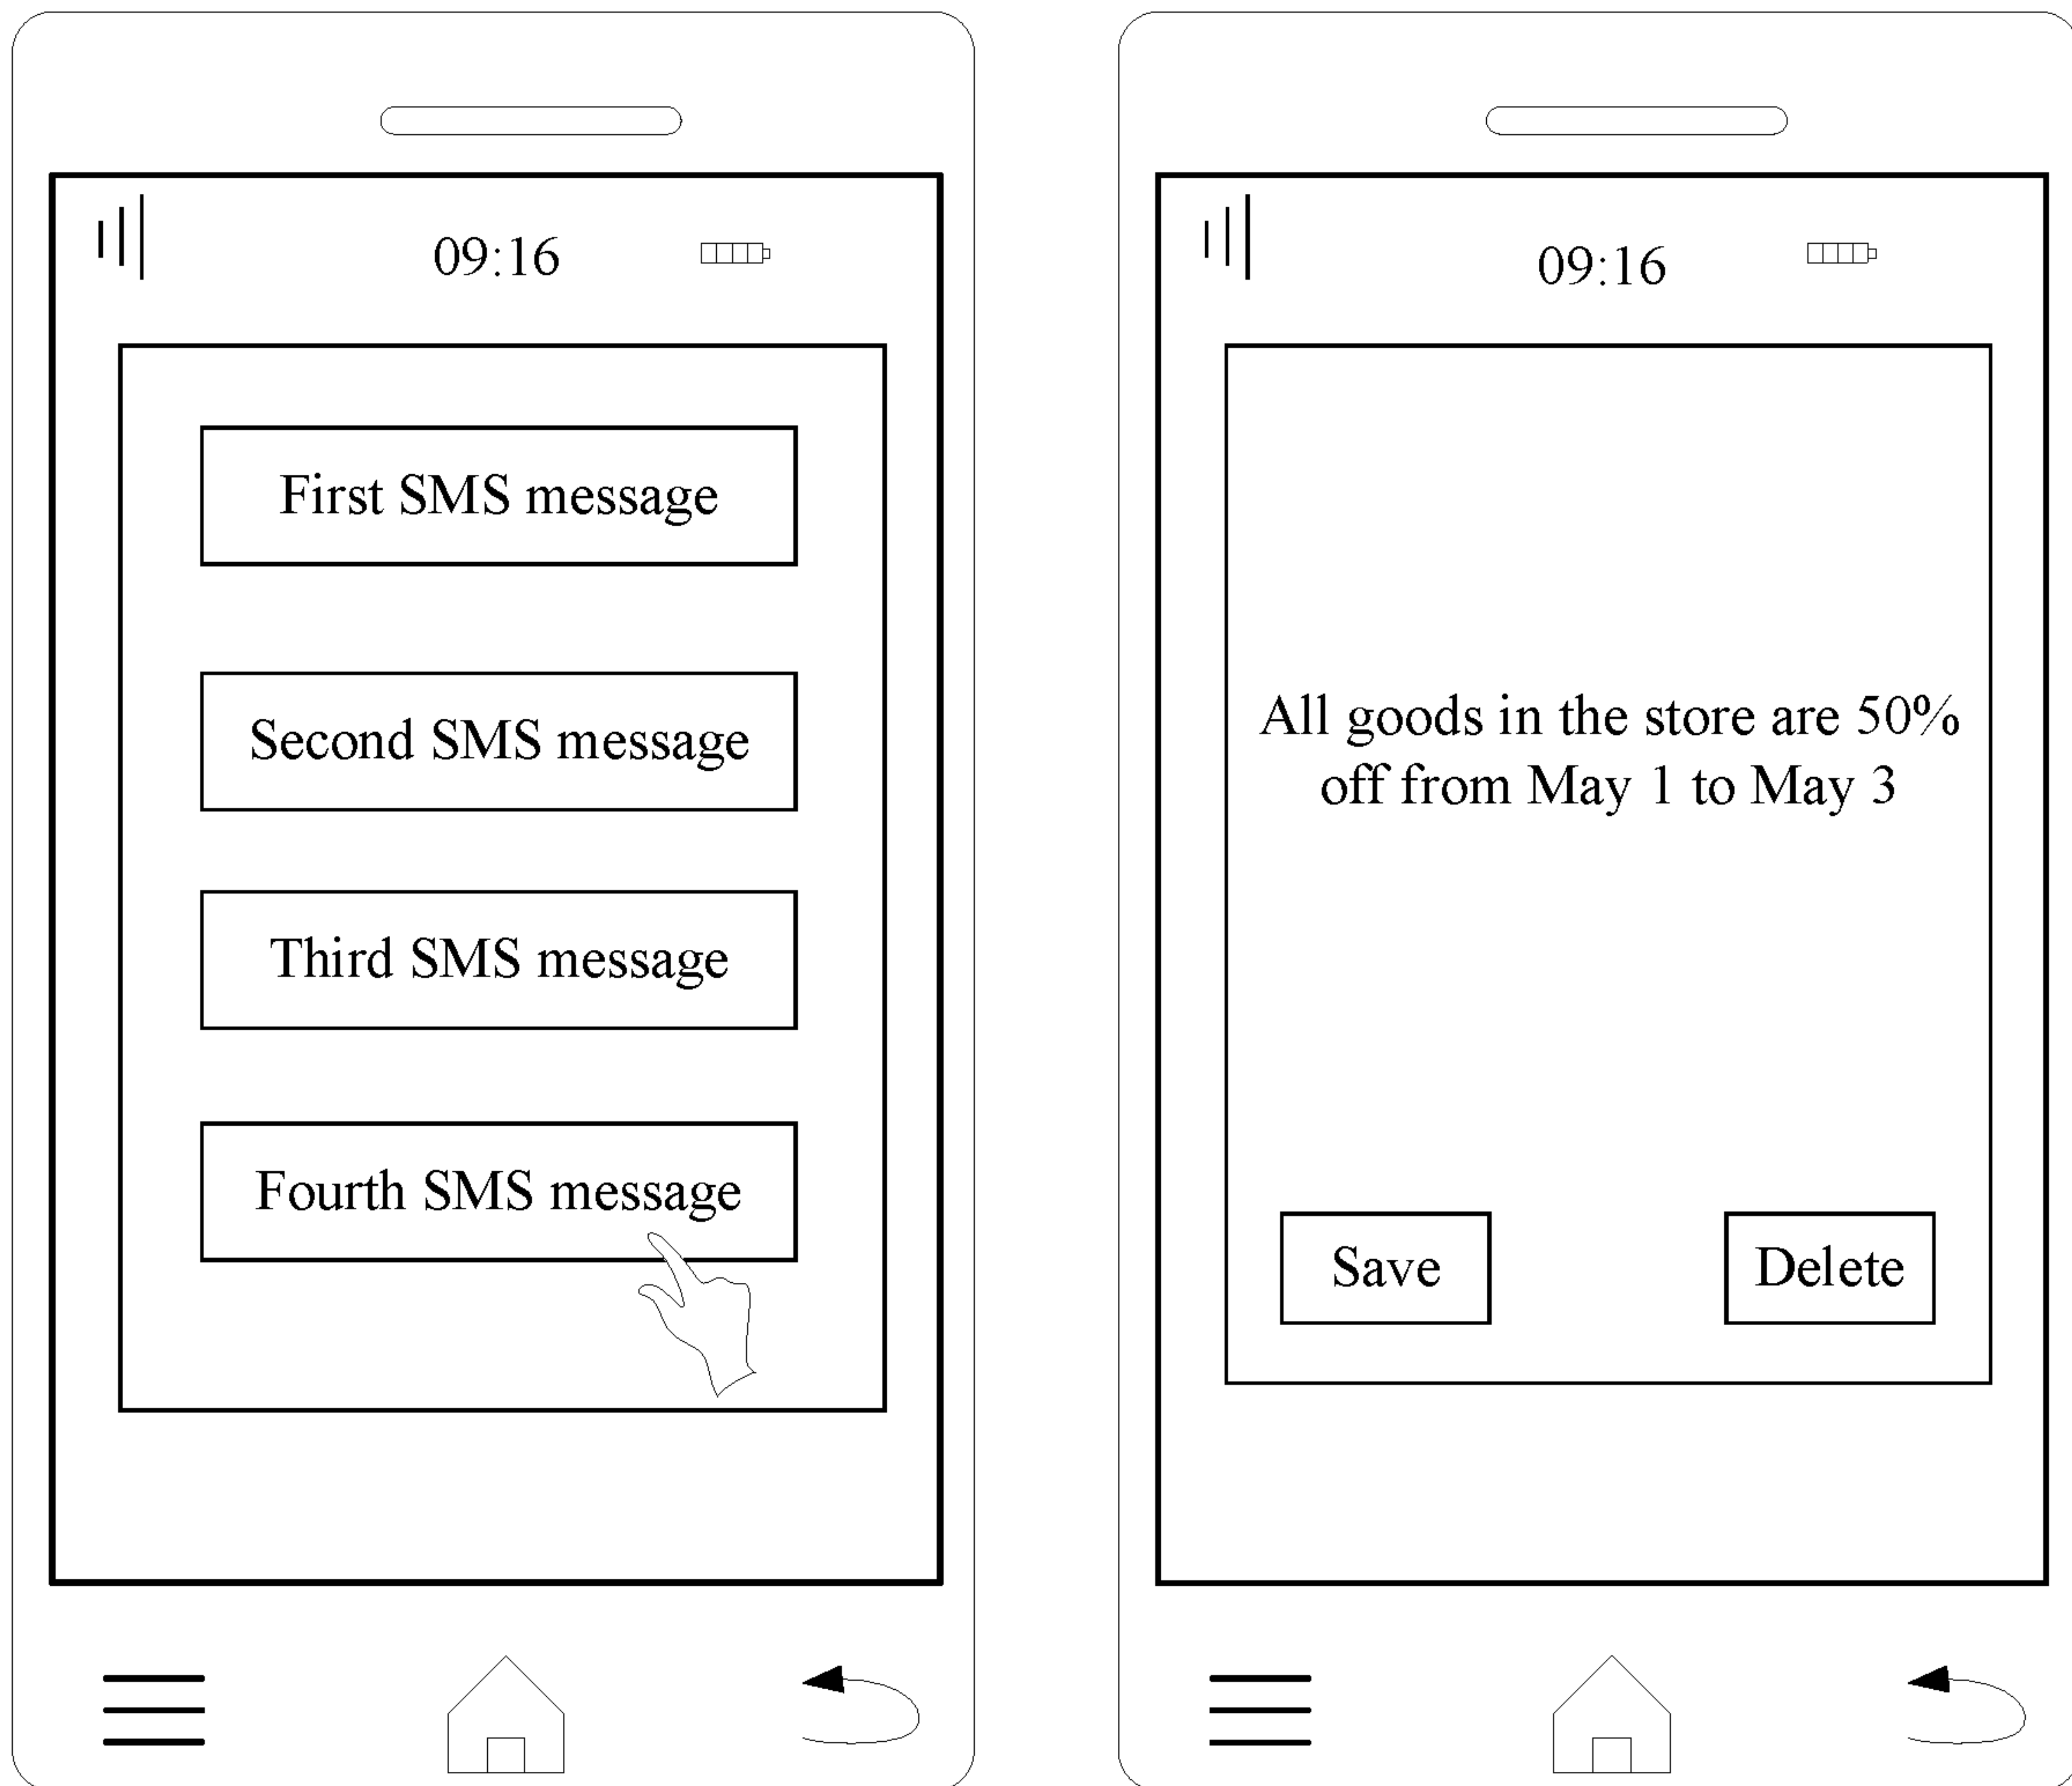 09:16
First SMS message
Second SMS message
Third SMS message
Fourth SMS message
09:16
All goods in the store are 50%
off from May 1 to May 3
Save
Delete